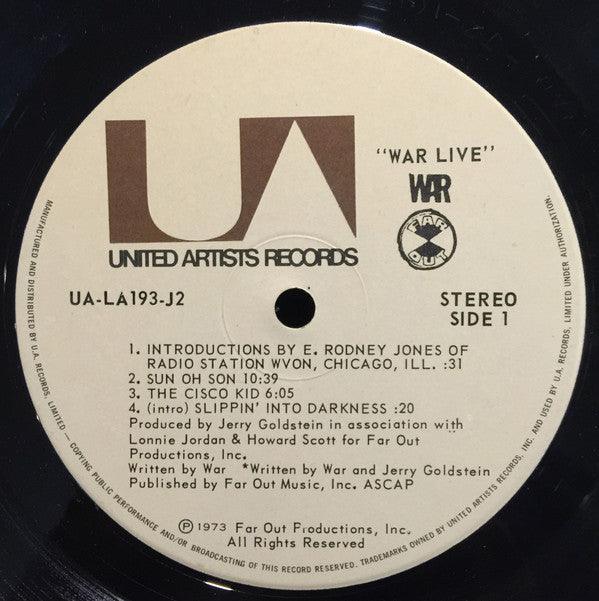 UA
UNITED ARTISTS RECORDS
"WAR LIVE"
WAR
FAR
OUT
UA-LA193-J2
STEREO
SIDE 1
1. INTRODUCTIONS BY E. RODNEY JONES OF
RADIO STATION WVON, CHICAGO, ILL. :31
2. SUN OH SON 10:39
3. THE CISCO KID 6:05
4. (intro) SLIPPIN' INTO DARKNESS :20
Produced by Jerry Goldstein in association with
Lonnie Jordan & Howard Scott for Far Out
Productions, Inc.
Written by War *Written by War and Jerry Goldstein
Published by Far Out Music, Inc. ASCAP
℗ 1973 Far Out Productions, Inc.
All Rights Reserved
MANUFACTURED AND DISTRIBUTED BY U.A. RECORDS, LIMITED — COPYING PUBLIC PERFORMANCE AND/OR BROADCASTING OF THIS RECORD RESERVED. TRADEMARKS OWNED BY UNITED ARTISTS RECORDS, INC. AND USED BY U.A. RECORDS, LIMITED UNDER AUTHORIZATION.